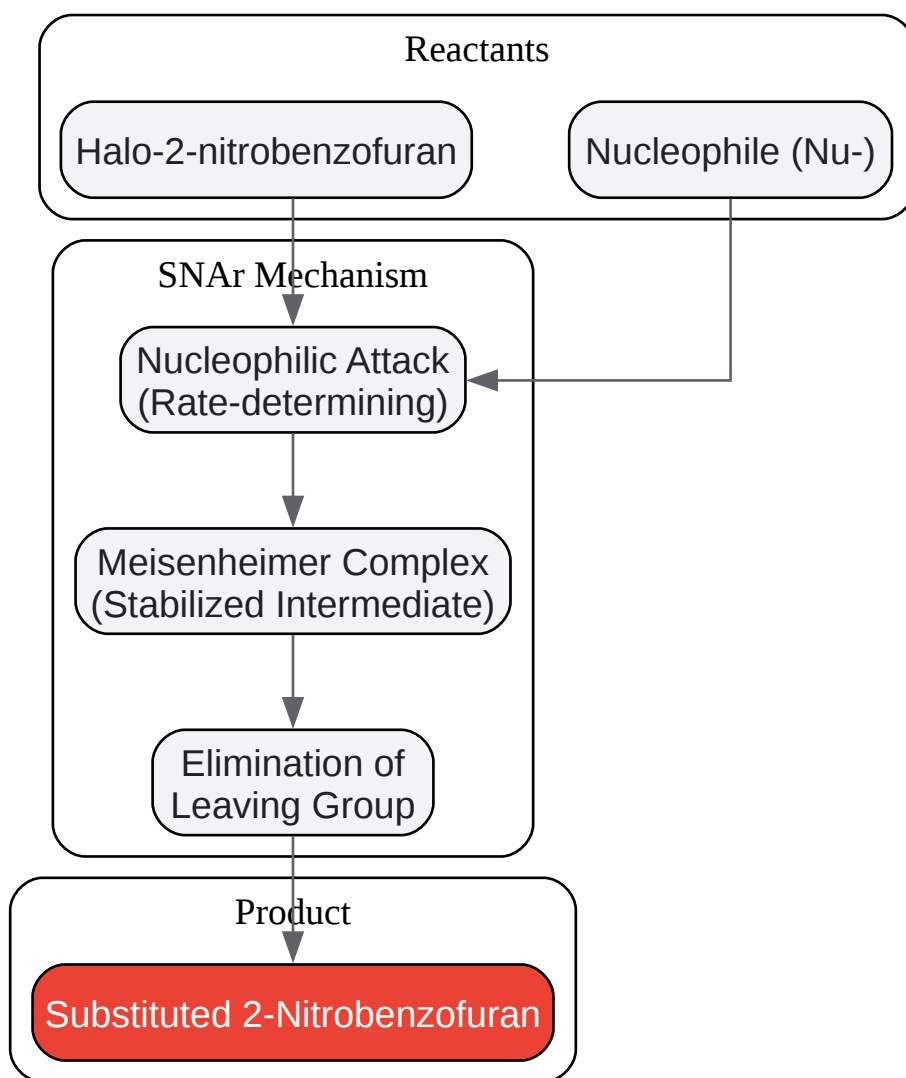 Reactants
Halo-2-nitrobenzofuran
Nucleophile (Nu-)
SNAr Mechanism
Nucleophilic Attack
(Rate-determining)
Meisenheimer Complex
(Stabilized Intermediate)
Elimination of
Leaving Group
Product
Substituted 2-Nitrobenzofuran